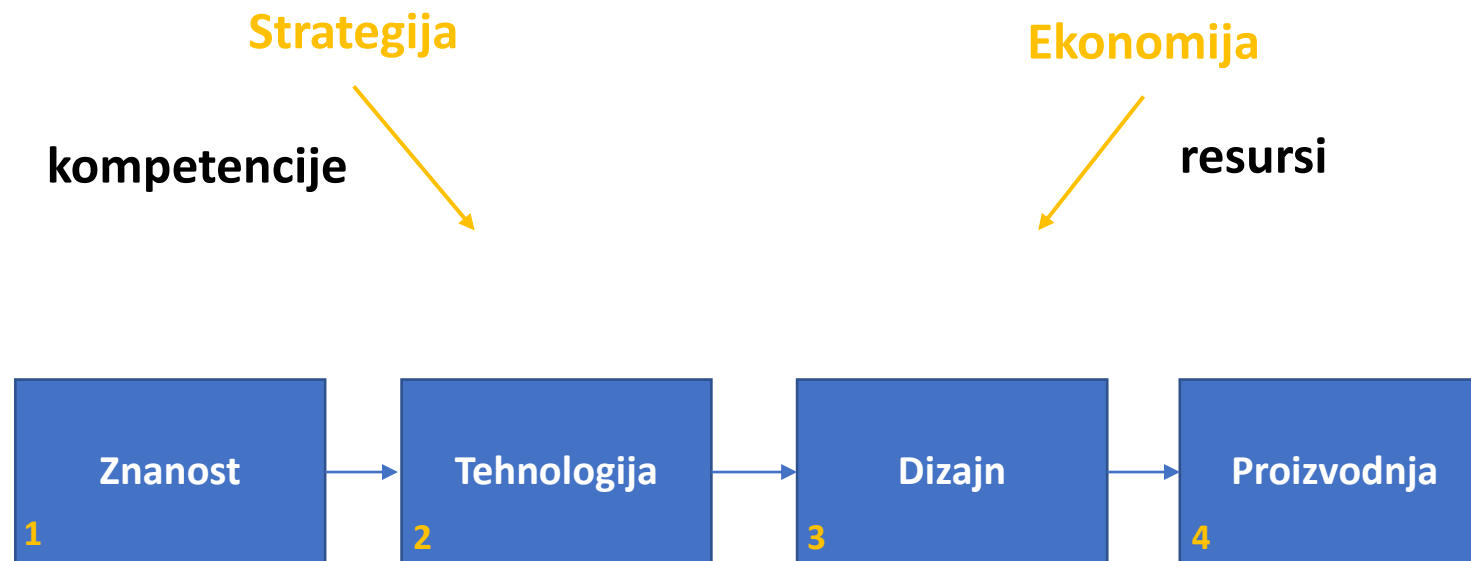 Strategija
Ekonomija
kompetencije
resursi
Znanost
Tehnologija
Dizajn
Proizvodnja
1
2
3
4